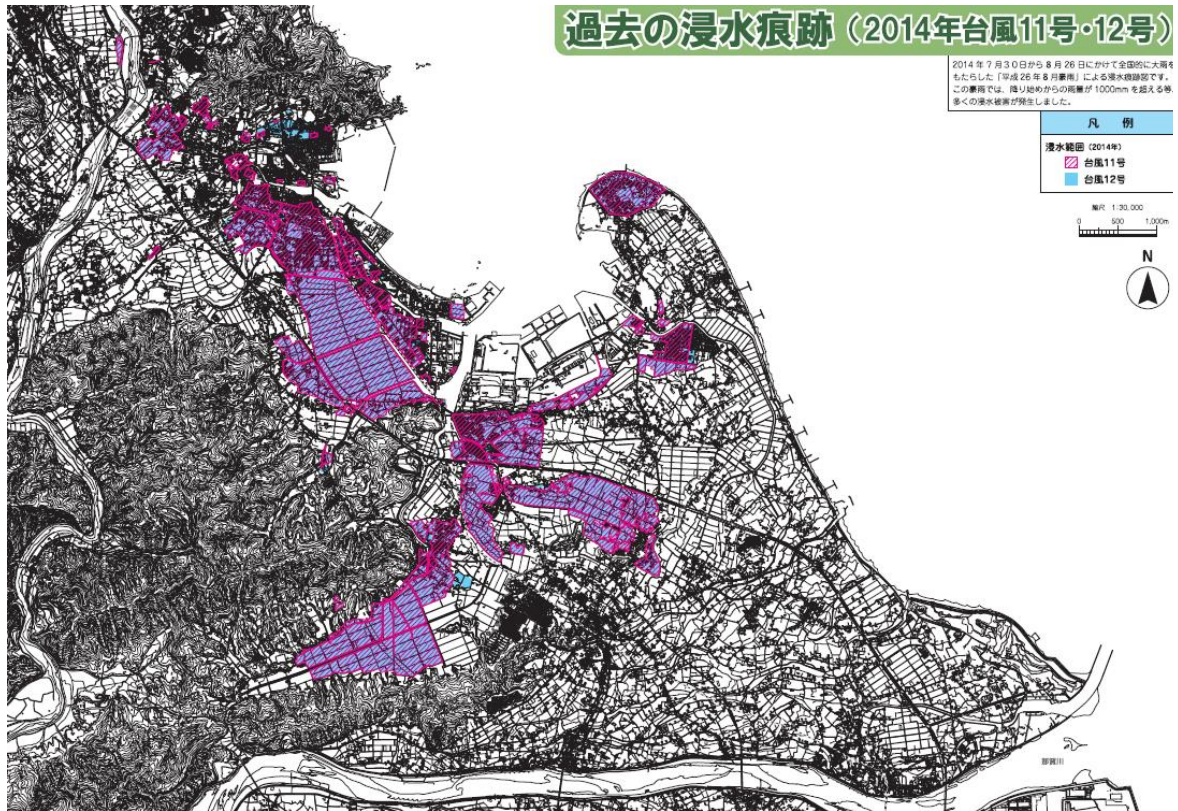 過去の浸水痕跡（2014年台風11号・12号）
2014年7月30日から8月26日にかけて全国的に大雨を
もたらした「平成26年8月豪雨」による浸水痕跡図です。
この豪雨では、降り始めからの雨量が1000mmを超える等、
多くの浸水被害が発生しました。
凡 例
浸水範囲（2014年）
台風11号
台風12号
縮尺 1:30,000
0 500 1,000m
N
那賀川